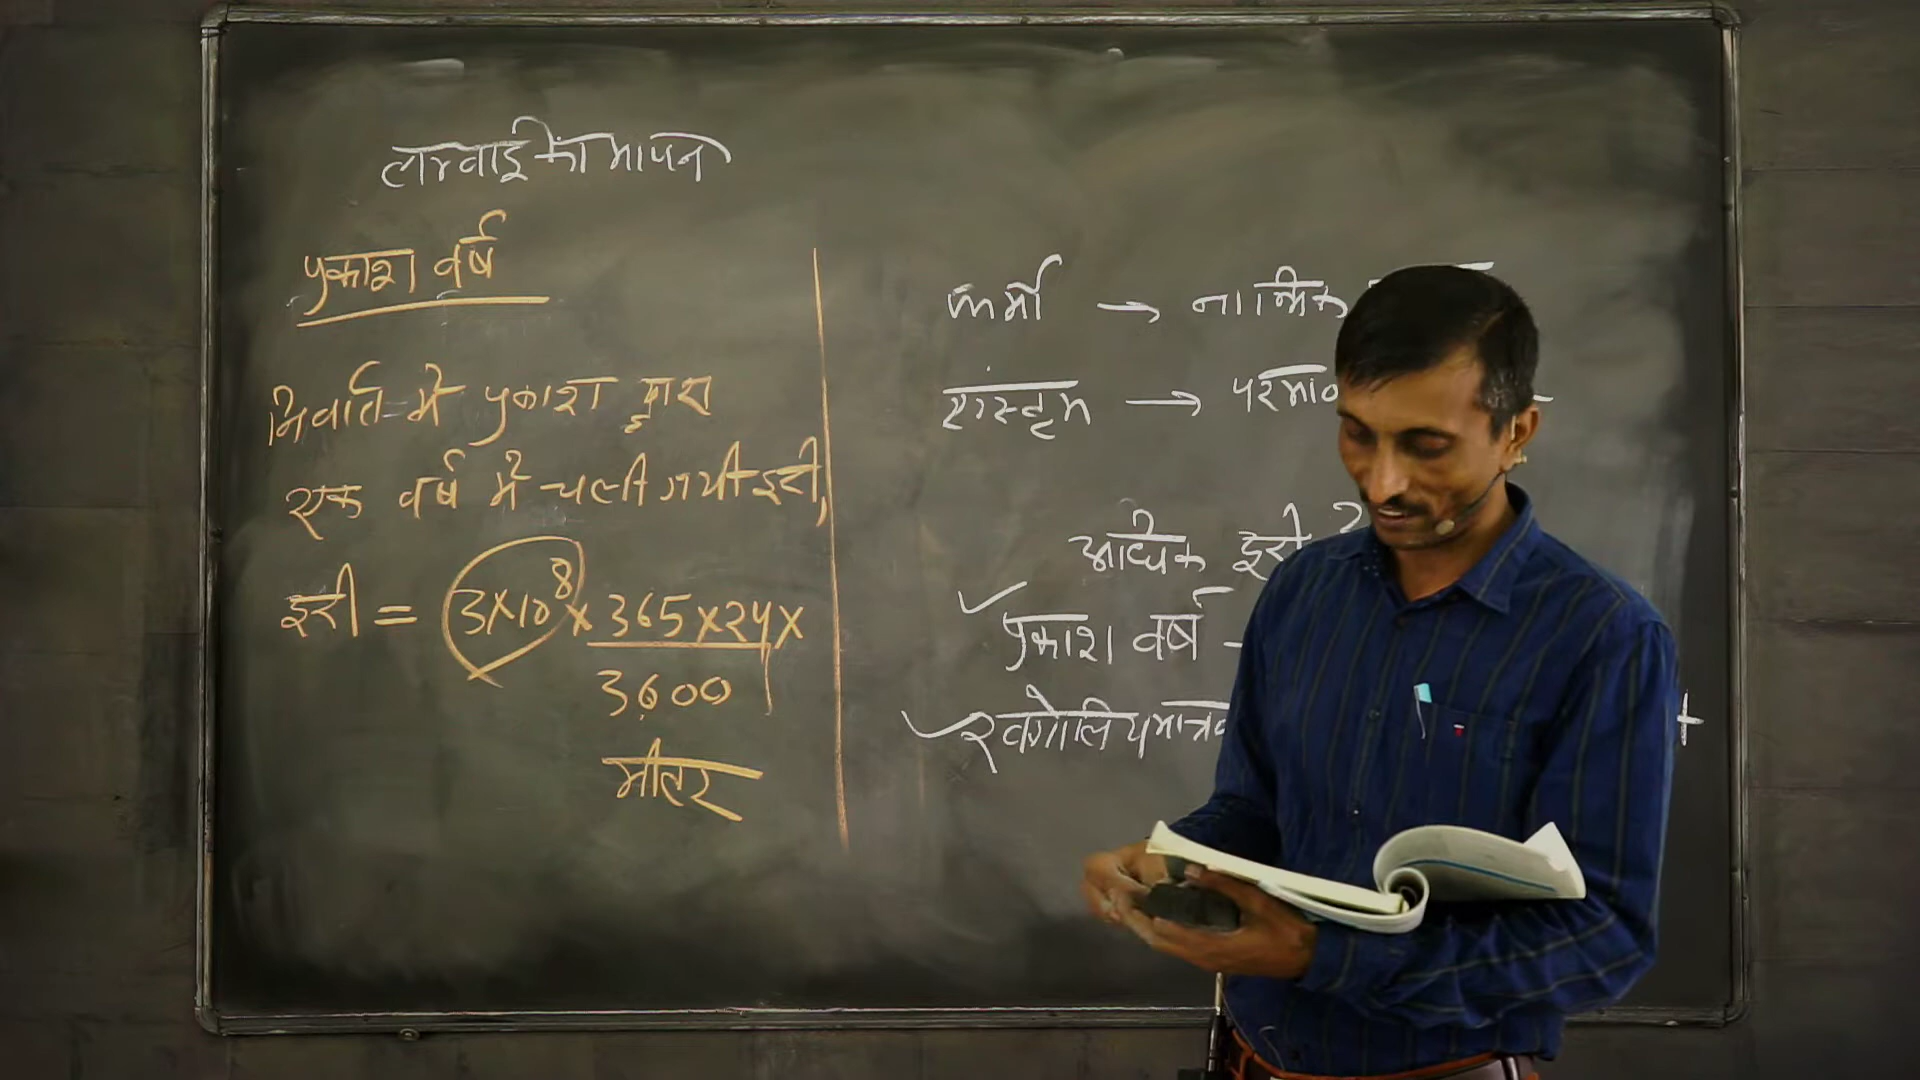 लम्बाई का मापन
प्रकाश वर्ष
निर्वात में प्रकाश द्वारा
एक वर्ष में चली गयी दूरी,
दूरी = 3×10⁸ × 365×24×
3600
मीटर
फर्मी → नाभिक
एंग्स्ट्रम → परमाणु
अधिक दूरी
✓ प्रकाश वर्ष -
✓ खगोलिय मात्रक